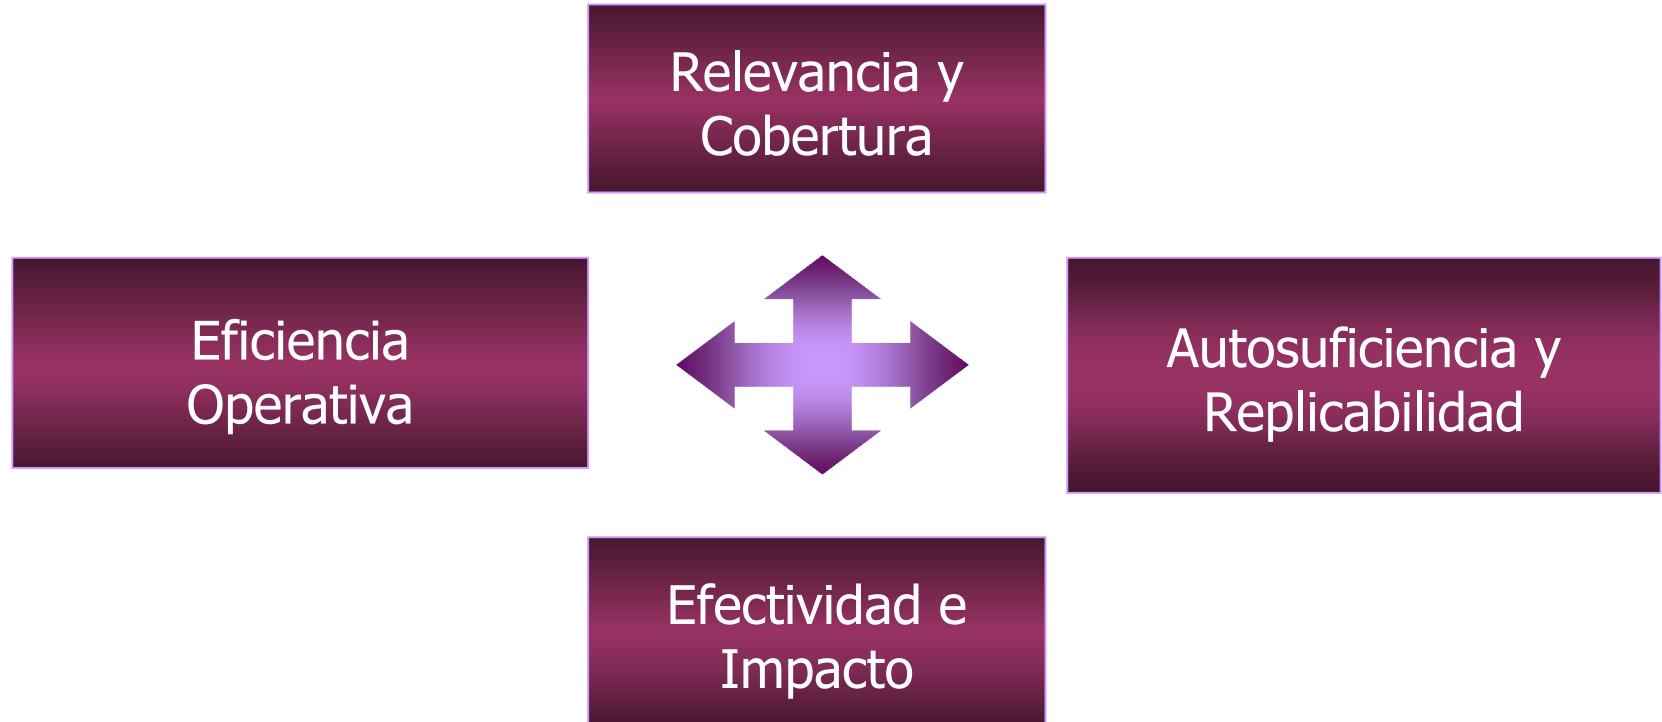 Relevancia y
Cobertura
Eficiencia
Operativa
Autosuficiencia y
Replicabilidad
Efectividad e
Impacto